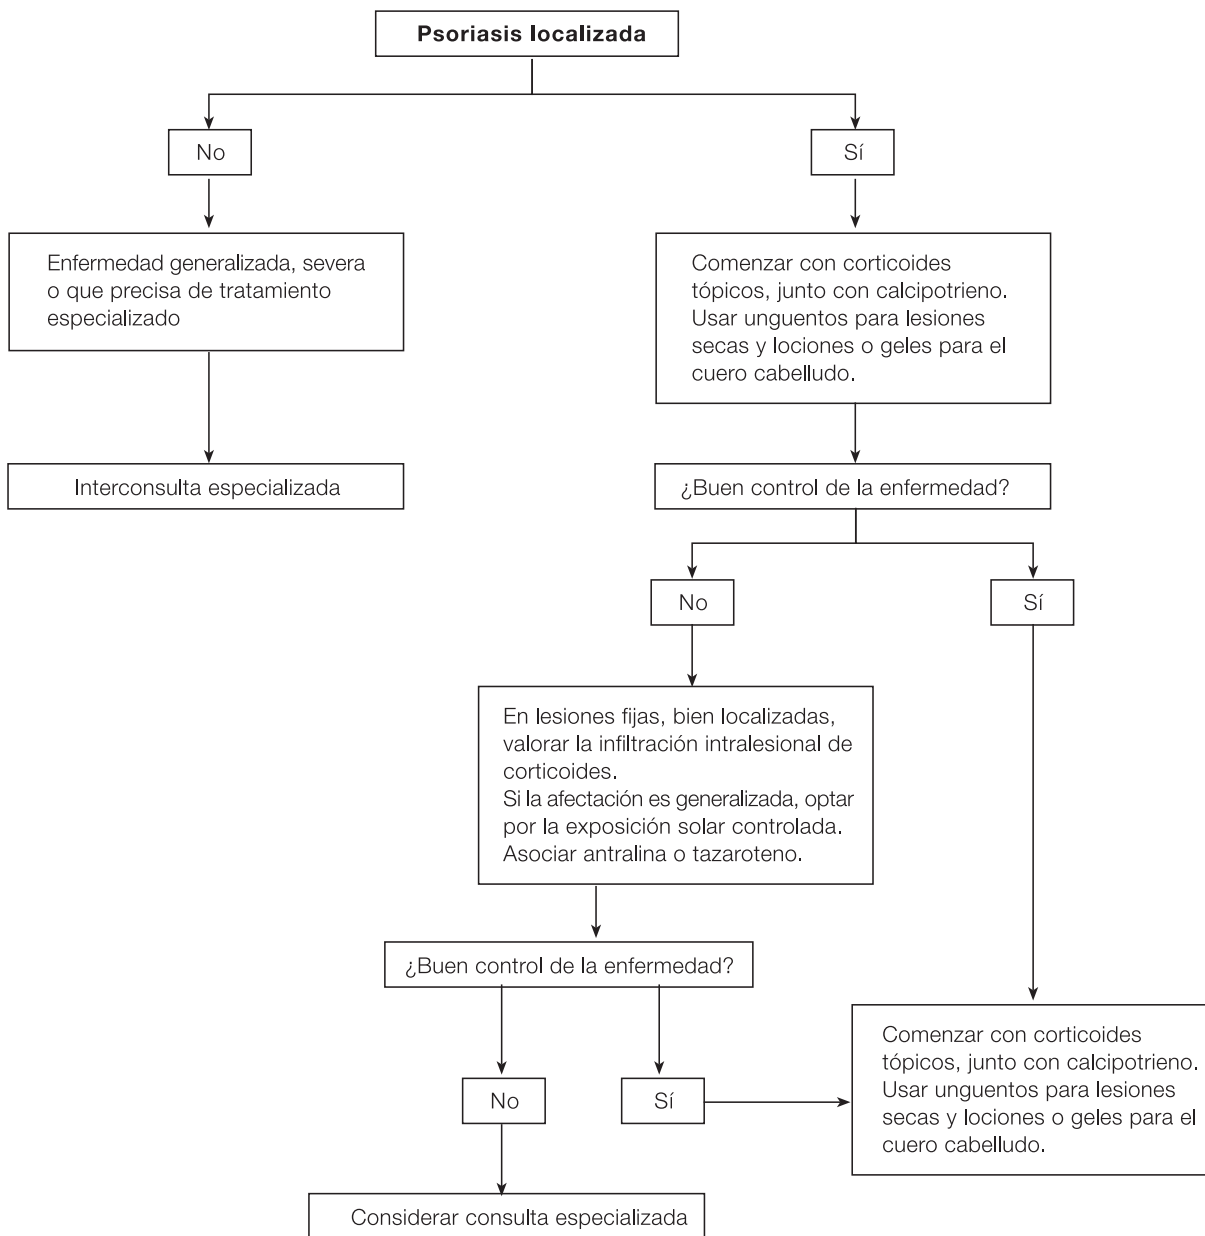 Psoriasis localizada
No
Sí
Enfermedad generalizada, severa
o que precisa de tratamiento
especializado
Comenzar con corticoides
tópicos, junto con calcipotrieno.
Usar unguentos para lesiones
secas y lociones o geles para el
cuero cabelludo.
Interconsulta especializada
¿Buen control de la enfermedad?
No
Sí
En lesiones fijas, bien localizadas,
valorar la infiltración intralesional de
corticoides.
Si la afectación es generalizada, optar
por la exposición solar controlada.
Asociar antralina o tazaroteno.
¿Buen control de la enfermedad?
Comenzar con corticoides
tópicos, junto con calcipotrieno.
Usar unguentos para lesiones
secas y lociones o geles para el
cuero cabelludo.
No
Sí
Considerar consulta especializada